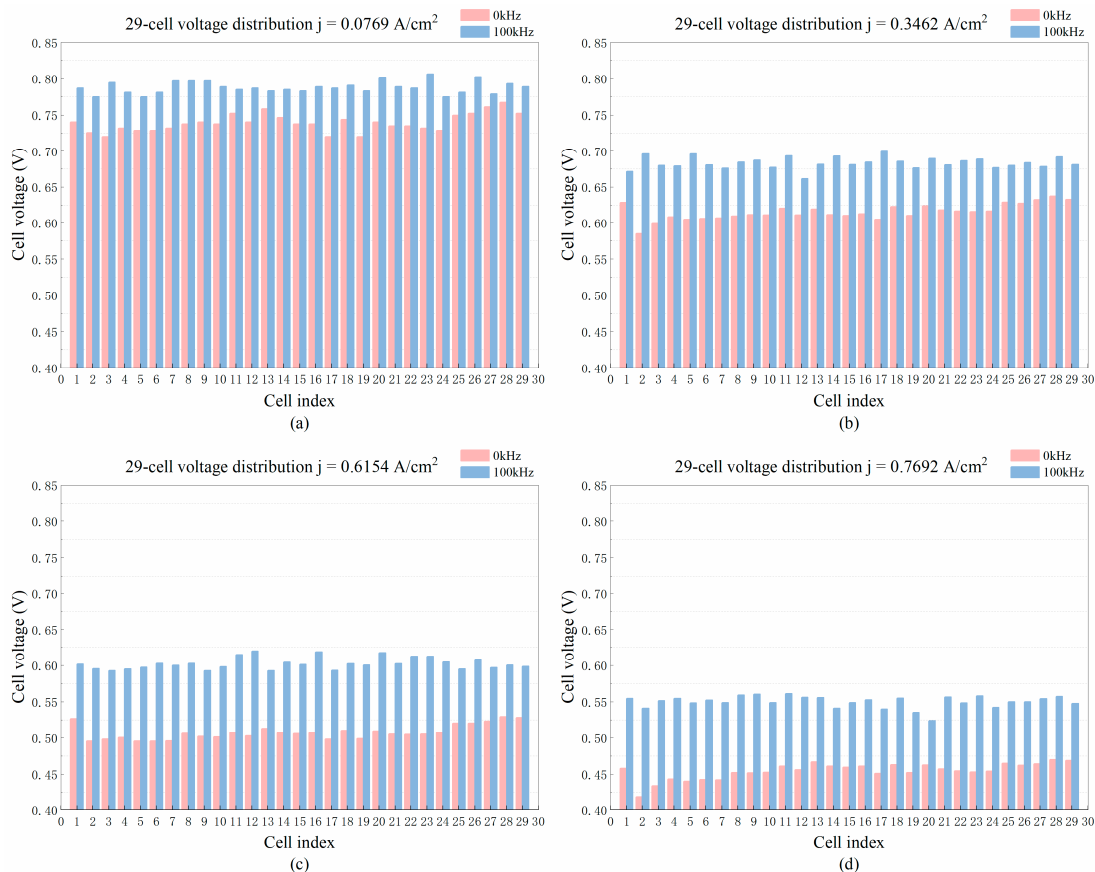 29-cell voltage distribution j = 0.0769 A/cm²
0kHz
100kHz
0.85
0.80
0.75
0.70
0.65
0.60
0.55
0.50
0.45
0.40
Cell voltage (V)
0 1 2 3 4 5 6 7 8 9 10 11 12 13 14 15 16 17 18 19 20 21 22 23 24 25 26 27 28 29 30
Cell index
(a)
29-cell voltage distribution j = 0.3462 A/cm²
0kHz
100kHz
0.85
0.80
0.75
0.70
0.65
0.60
0.55
0.50
0.45
0.40
Cell voltage (V)
0 1 2 3 4 5 6 7 8 9 10 11 12 13 14 15 16 17 18 19 20 21 22 23 24 25 26 27 28 29 30
Cell index
(b)
29-cell voltage distribution j = 0.6154 A/cm²
0kHz
100kHz
0.85
0.80
0.75
0.70
0.65
0.60
0.55
0.50
0.45
0.40
Cell voltage (V)
0 1 2 3 4 5 6 7 8 9 10 11 12 13 14 15 16 17 18 19 20 21 22 23 24 25 26 27 28 29 30
Cell index
(c)
29-cell voltage distribution j = 0.7692 A/cm²
0kHz
100kHz
0.85
0.80
0.75
0.70
0.65
0.60
0.55
0.50
0.45
0.40
Cell voltage (V)
0 1 2 3 4 5 6 7 8 9 10 11 12 13 14 15 16 17 18 19 20 21 22 23 24 25 26 27 28 29 30
Cell index
(d)